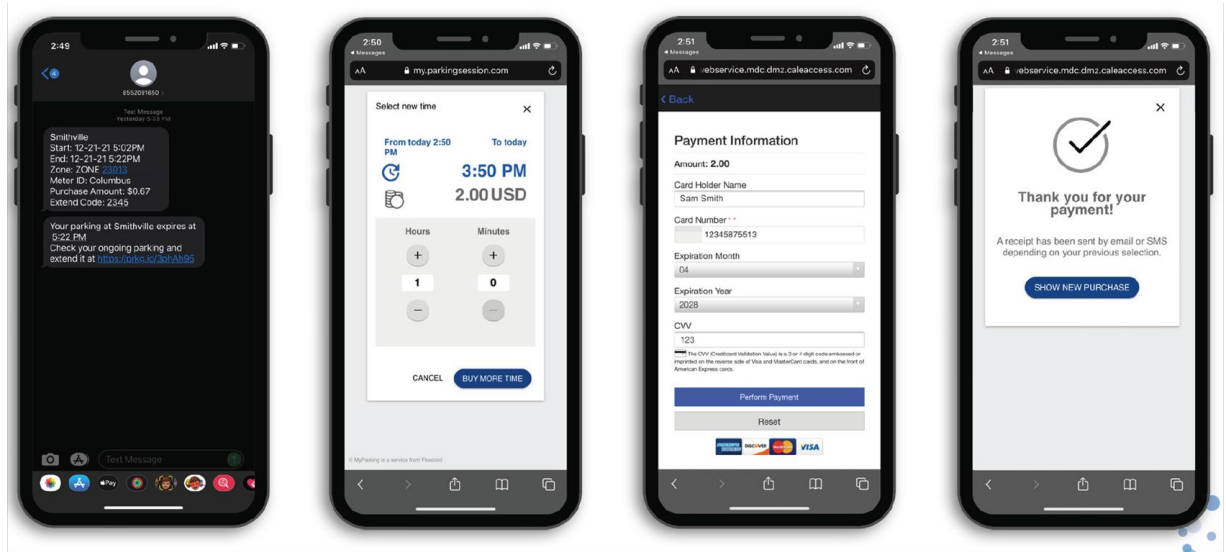 2:49
4
8552091650 >
Text Message
Yesterday 5:03 PM
Smithville
Start: 12-21-21 5:02PM
End: 12-21-21 5:22PM
Zone: ZONE 23013
Meter ID: Columbus
Purchase Amount: $0.67
Extend Code: 2345
Your parking at Smithville expires at
5:22 PM
Check your ongoing parking and
extend it at https://prkg.io/3phAh95
Text Message
Pay
2:50
Messages
AA my.parkingsession.com
Select new time
From today 2:50
PM
To today
3:50 PM
2.00 USD
Hours
Minutes
+
+
1
0
−
−
CANCEL
BUY MORE TIME
© MyParking is a service from Flowbird
2:51
Messages
AA ebservice.mdc.dmz.caleaccess.com
< Back
Payment Information
Amount: 2.00
Card Holder Name
Sam Smith
Card Number * *
12345875513
Expiration Month
04
Expiration Year
2028
CVV
123
The CVV (Creditcard Validation Value) is a 3 or 4 digit code embossed or
imprinted on the reverse side of Visa and MasterCard cards, and on the front of
American Express cards.
Perform Payment
Reset
AMERICAN EXPRESS
DISCOVER
MasterCard
VISA
2:51
Messages
AA ebservice.mdc.dmz.caleaccess.com
Thank you for your
payment!
A receipt has been sent by email or SMS
depending on your previous selection.
SHOW NEW PURCHASE